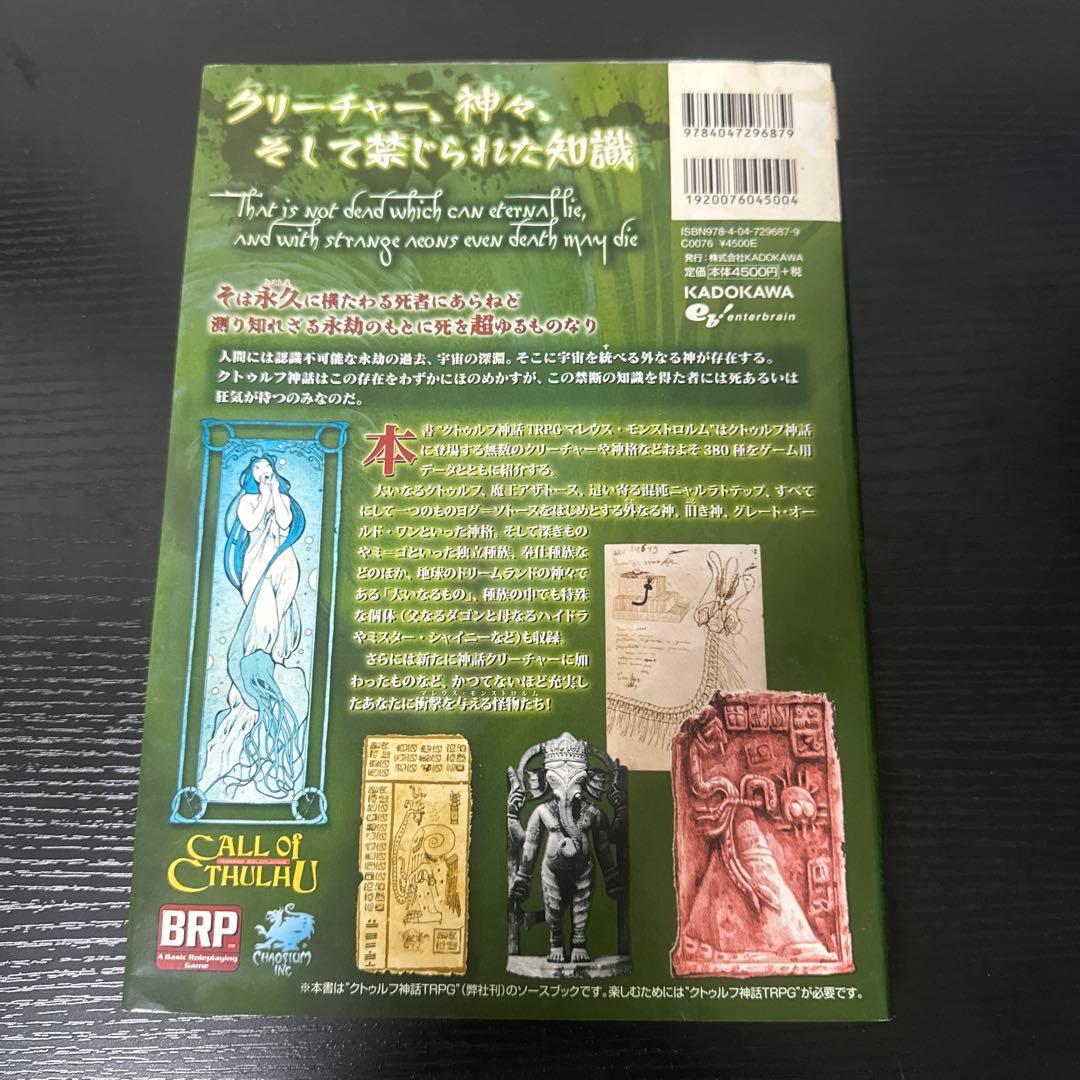 クリーチャー、神々、
そして禁じられた知識
That is not dead which can eternal lie,
and with strange aeons even death may die
9784047296879
1920076045004
ISBN978-4-04-729687-9
C0076 ¥4500E
発行:株式会社KADOKAWA
定価 本体4500円+税
KADOKAWA
eb! enterbrain
そは永久に横たわる死者にあらねど
測り知れざる永劫のもとに死を超ゆるものなり
人間には認識不可能な永劫の過去、宇宙の深淵。そこに宇宙を統べる外なる神が存在する。
クトゥルフ神話はこの存在をわずかにほのめかすが、この禁断の知識を得た者には死あるいは
狂気が待つのみなのだ。
本書“クトゥルフ神話TRPG マレウス・モンストロルム”はクトゥルフ神話
に登場する無数のクリーチャーや神格などおよそ380種をゲーム用
データとともに紹介する。
大いなるクトゥルフ、魔王アザトース、這い寄る混沌ニャルラトテップ、すべて
にして一つのものヨグ=ソトースをはじめとする外なる神、旧き神、グレート・オー
ルド・ワンといった神格。そして深きもの
やミ=ゴといった独立種族、奉仕種族な
どのほか、地球のドリームランドの神々で
ある「大いなるもの」、種族の中でも特殊
な個体(父なるダゴンと母なるハイドラ
やミスター・シャイニーなど)も収録。
さらには新たに神話クリーチャーに加
わったものなど、かつてないほど充実し
たあなたに衝撃を与える怪物たち!
マレウス・モンストロルム
CALL of
HORROR ROLEPLAYING
CTHULHU
BRP™
A Basic Roleplaying
Game
CHAOSIUM
INC
※本書は“クトゥルフ神話TRPG”(弊社刊)のソースブックです。楽しむためには“クトゥルフ神話TRPG”が必要です。